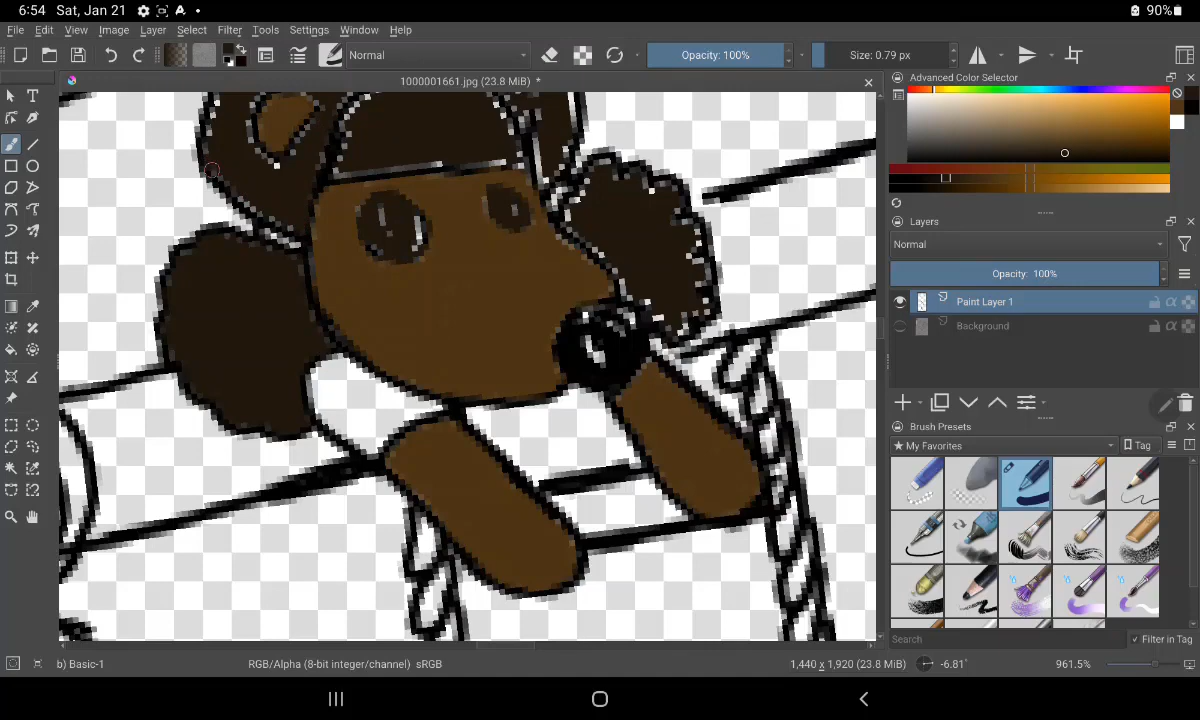 6:54 Sat, Jan 21 90%
File Edit View Image Layer Select Filter Tools Settings Window Help
Normal Opacity: 100% Size: 0.79 px
1000001661.jpg (23.8 MiB) *
Advanced Color Selector
Layers
Normal
Opacity: 100%
Paint Layer 1
Background
Brush Presets
My Favorites Tag
Search Filter in Tag
b) Basic-1 RGB/Alpha (8-bit integer/channel) sRGB 1,440 x 1,920 (23.8 MiB) -6.81° 961.5%